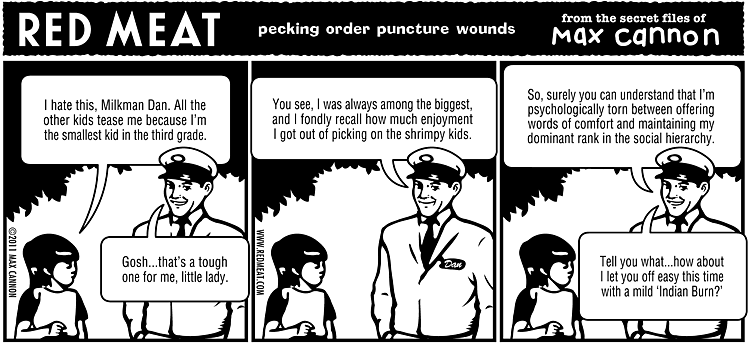 RED MEAT
pecking order puncture wounds
from the secret files of
Max cannon
I hate this, Milkman Dan. All the
other kids tease me because I'm
the smallest kid in the third grade.
Gosh...that's a tough
one for me, little lady.
©2011 MAX CANNON
You see, I was always among the biggest,
and I fondly recall how much enjoyment
I got out of picking on the shrimpy kids.
Dan
WWW.REDMEAT.COM
So, surely you can understand that I'm
psychologically torn between offering
words of comfort and maintaining my
dominant rank in the social hierarchy.
Tell you what...how about
I let you off easy this time
with a mild 'Indian Burn?'